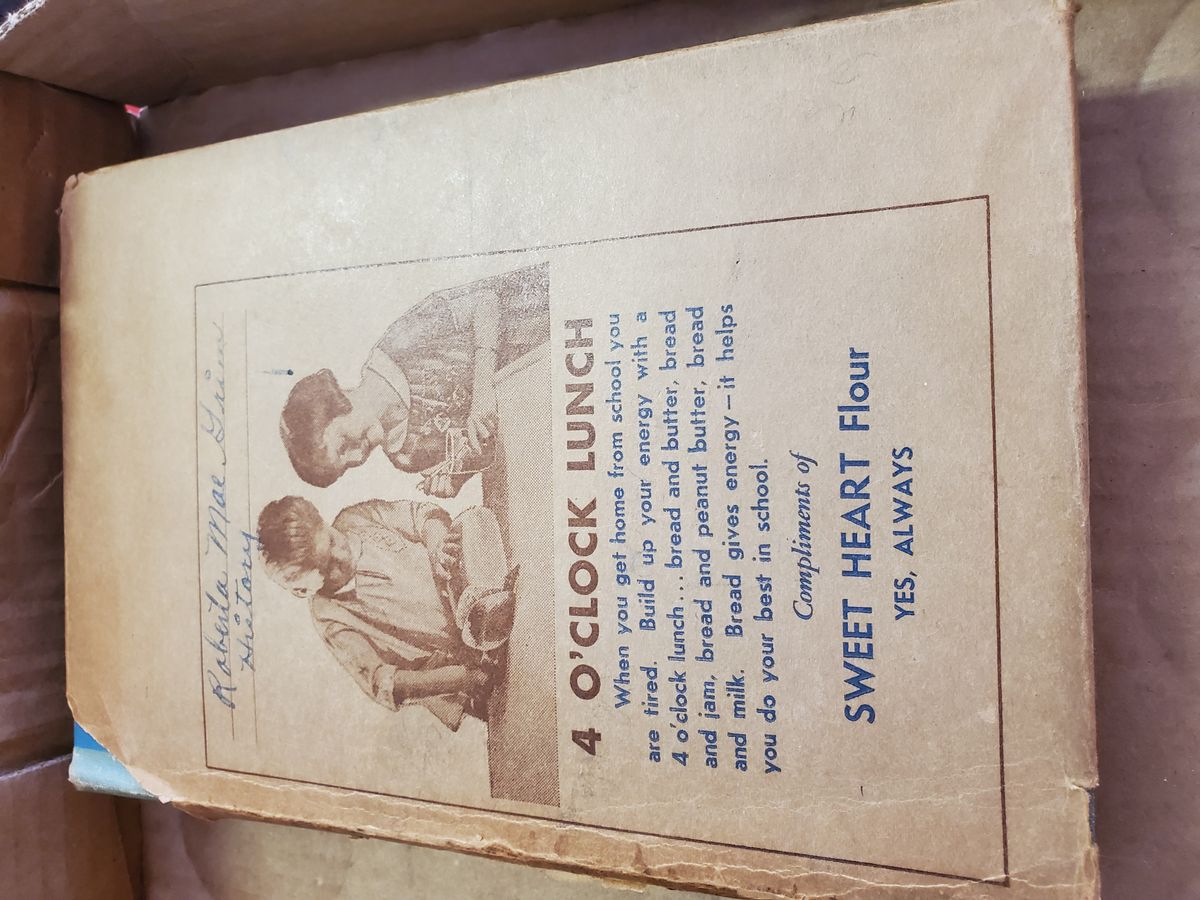 Roberta Mae Grim
History
4 O'CLOCK LUNCH
When you get home from school you
are tired. Build up your energy with a
4 o'clock lunch...bread and butter, bread
and jam, bread and peanut butter, bread
and milk. Bread gives energy—it helps
you do your best in school.
Compliments of
SWEET HEART Flour
YES, ALWAYS